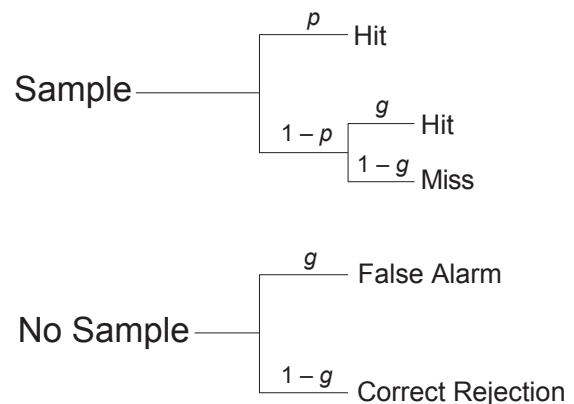 p
Hit
Sample
g
1 – p
Hit
1 – g
Miss
g
False Alarm
No Sample
1 – g
Correct Rejection